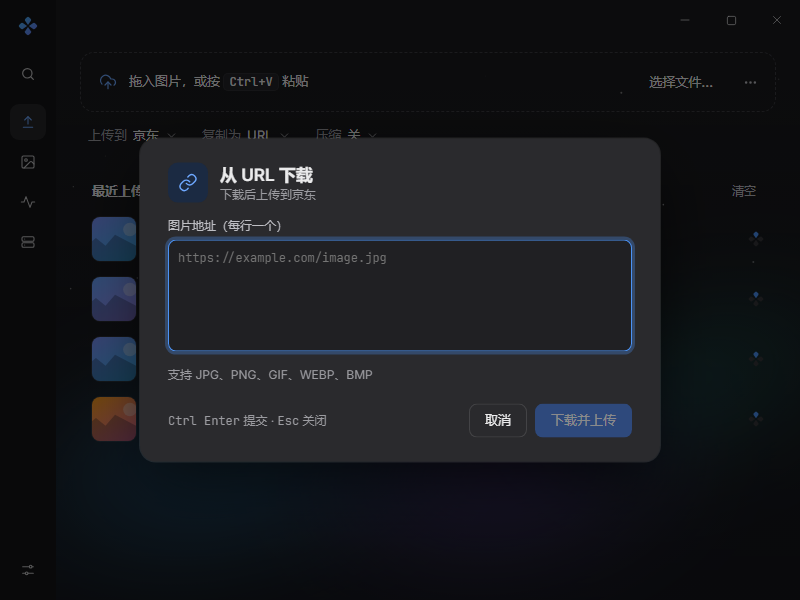 拖入图片，或按 Ctrl+V 粘贴
选择文件...
上传到 京东 复制为 URL 压缩 关
最近上传
清空
从 URL 下载
下载后上传到京东
图片地址（每行一个）
https://example.com/image.jpg
支持 JPG、PNG、GIF、WEBP、BMP
Ctrl Enter 提交 · Esc 关闭
取消
下载并上传